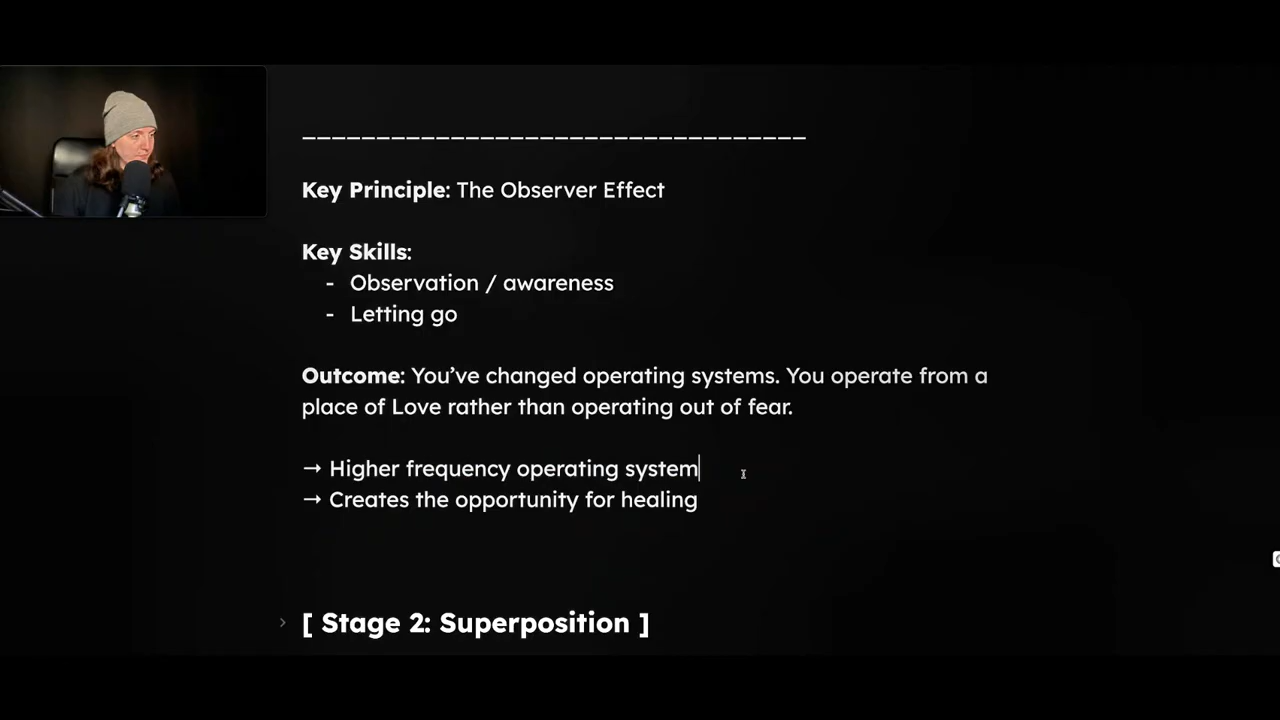 _________________________________
Key Principle: The Observer Effect
Key Skills:
- Observation / awareness
- Letting go
Outcome: You’ve changed operating systems. You operate from a
place of Love rather than operating out of fear.
→ Higher frequency operating system
→ Creates the opportunity for healing
[ Stage 2: Superposition ]